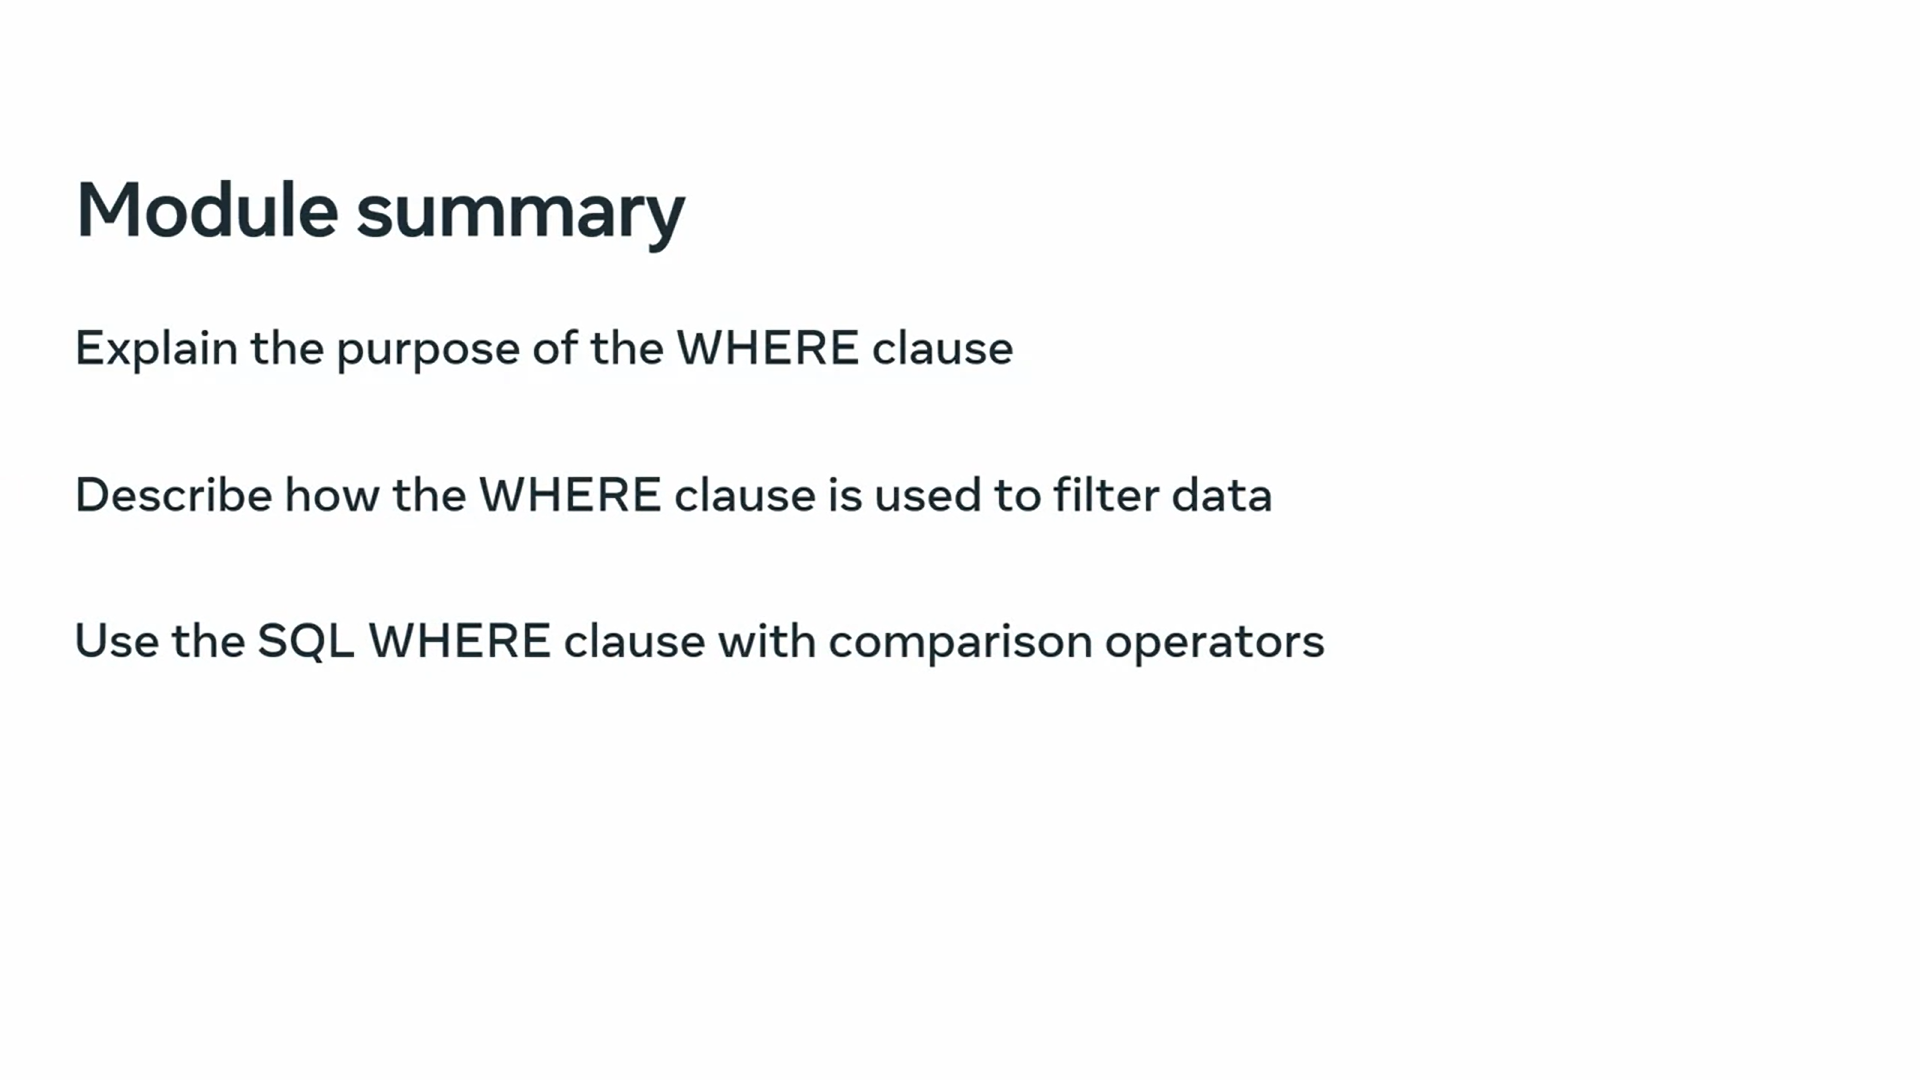 Module summary
Explain the purpose of the WHERE clause
Describe how the WHERE clause is used to filter data
Use the SQL WHERE clause with comparison operators